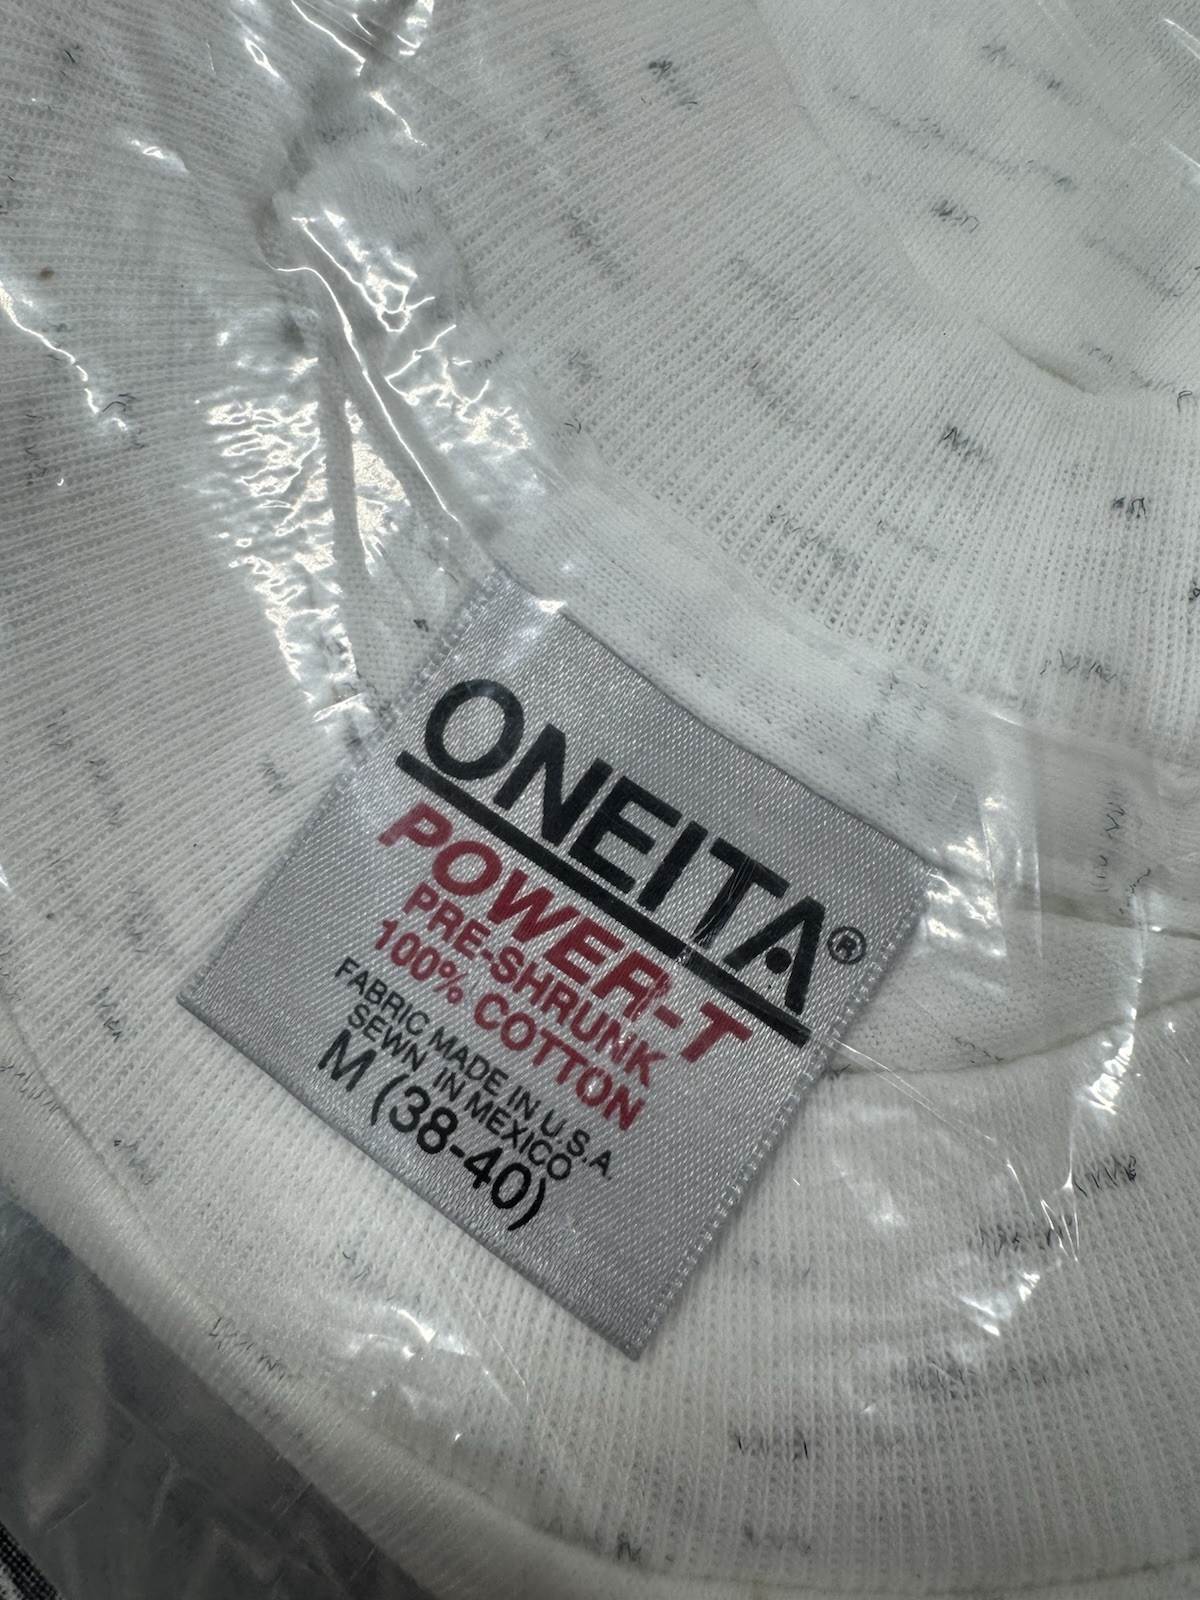 ONEITA®
POWER-T
PRE-SHRUNK
100% COTTON
FABRIC MADE IN U.S.A.
SEWN IN MEXICO
M (38-40)